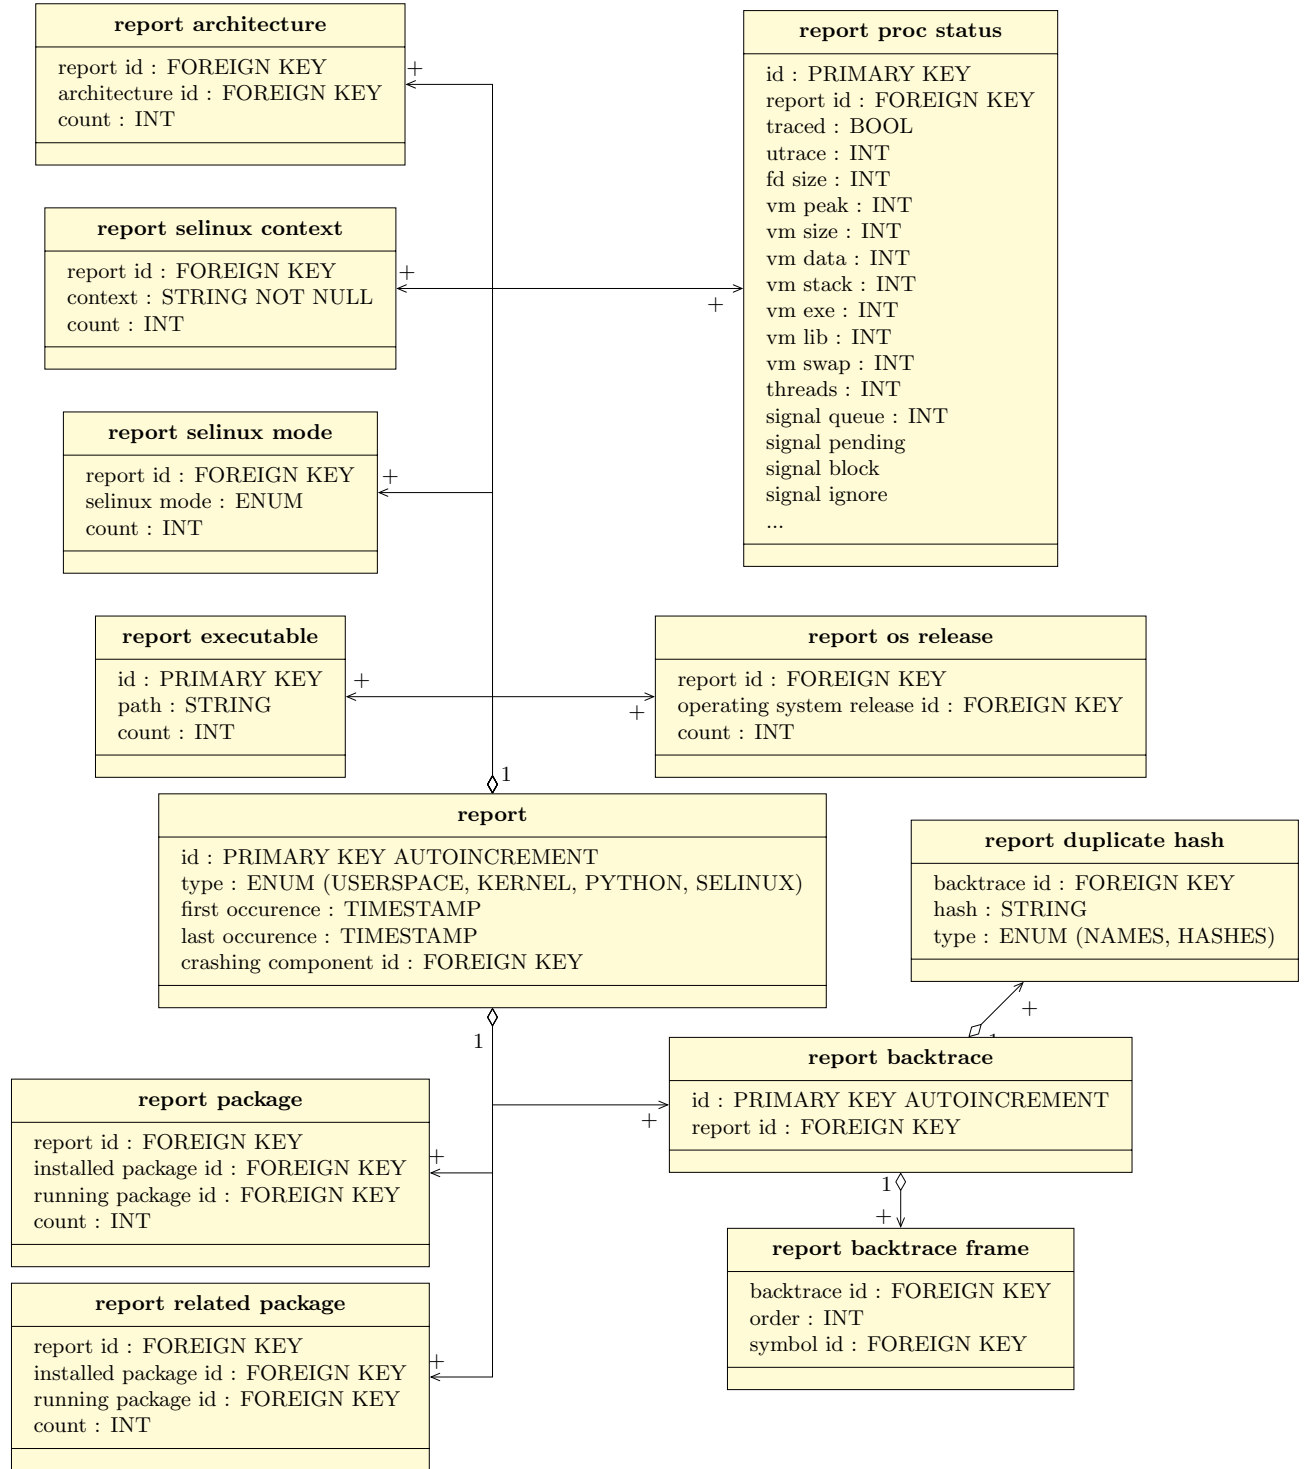 report architecture
report id : FOREIGN KEY
architecture id : FOREIGN KEY
count : INT
+
report proc status
id : PRIMARY KEY
report id : FOREIGN KEY
traced : BOOL
utrace : INT
fd size : INT
vm peak : INT
vm size : INT
vm data : INT
vm stack : INT
vm exe : INT
vm lib : INT
vm swap : INT
threads : INT
signal queue : INT
signal pending
signal block
signal ignore
...
+
report selinux context
report id : FOREIGN KEY
context : STRING NOT NULL
count : INT
+
report selinux mode
report id : FOREIGN KEY
selinux mode : ENUM
count : INT
+
report executable
id : PRIMARY KEY
path : STRING
count : INT
+
report os release
report id : FOREIGN KEY
operating system release id : FOREIGN KEY
count : INT
+
1
report
id : PRIMARY KEY AUTOINCREMENT
type : ENUM (USERSPACE, KERNEL, PYTHON, SELINUX)
first occurence : TIMESTAMP
last occurence : TIMESTAMP
crashing component id : FOREIGN KEY
1
report duplicate hash
backtrace id : FOREIGN KEY
hash : STRING
type : ENUM (NAMES, HASHES)
+
report backtrace
id : PRIMARY KEY AUTOINCREMENT
report id : FOREIGN KEY
+
1
+
report package
report id : FOREIGN KEY
installed package id : FOREIGN KEY
running package id : FOREIGN KEY
count : INT
+
report backtrace frame
backtrace id : FOREIGN KEY
order : INT
symbol id : FOREIGN KEY
report related package
report id : FOREIGN KEY
installed package id : FOREIGN KEY
running package id : FOREIGN KEY
count : INT
+